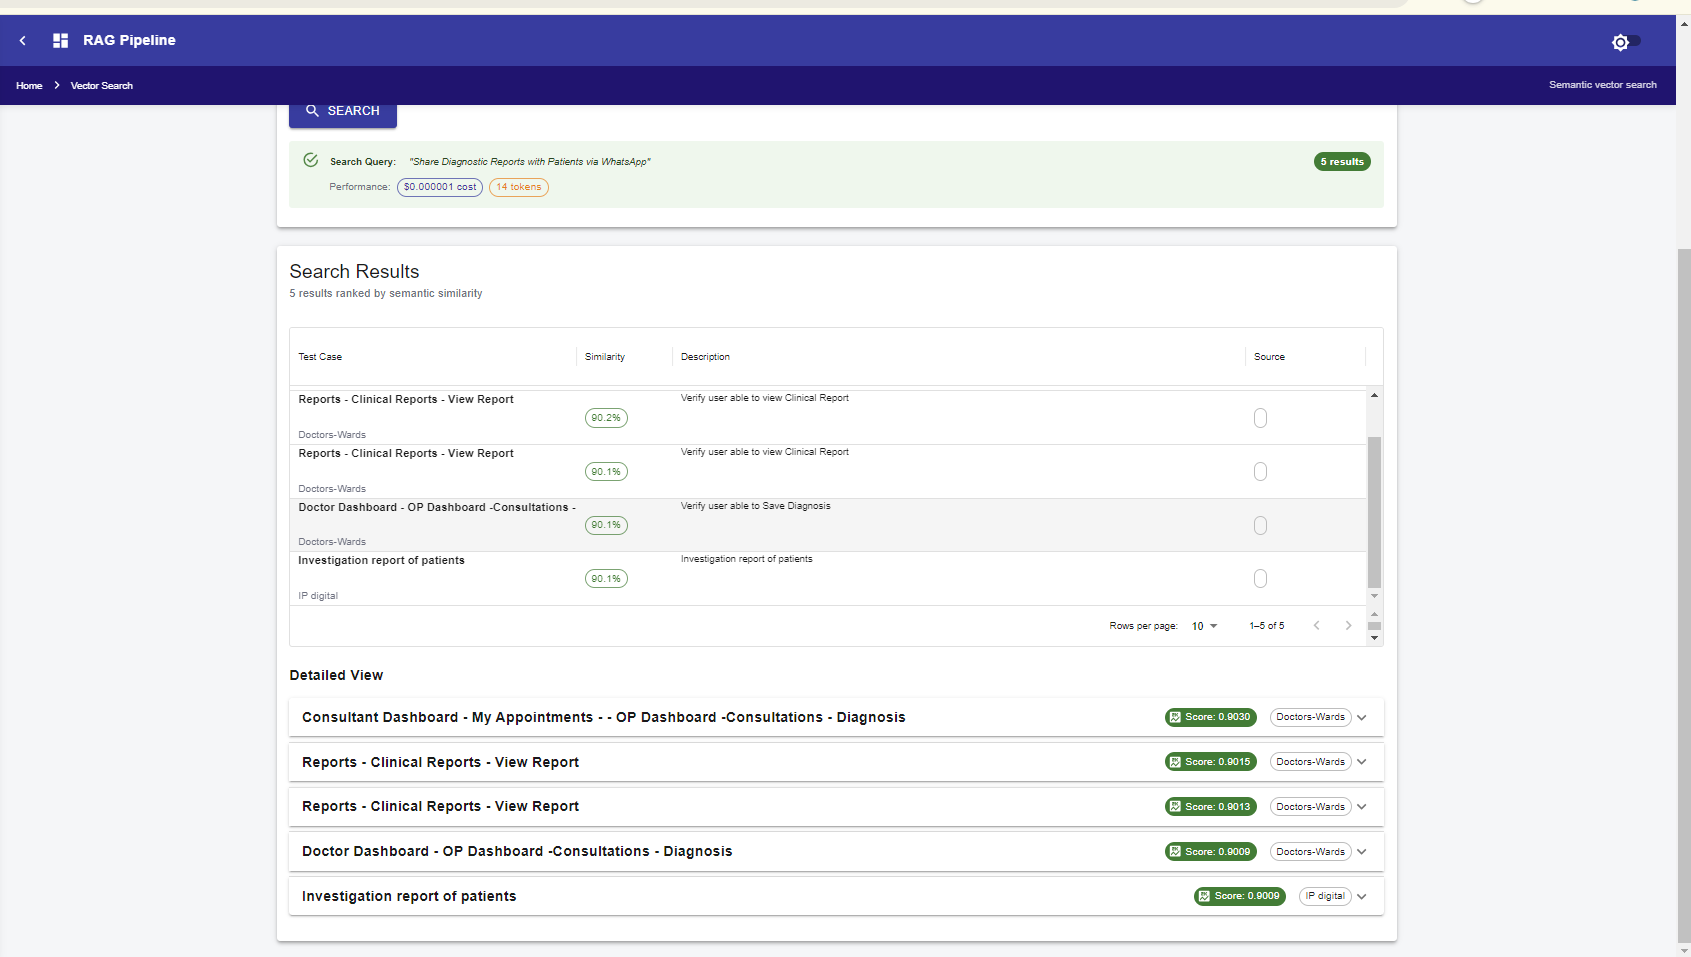 RAG Pipeline
Home > Vector Search
Semantic vector search
SEARCH
Search Query: "Share Diagnostic Reports with Patients via WhatsApp"
5 results
Performance: $0.000001 cost 14 tokens
Search Results
5 results ranked by semantic similarity
Test Case Similarity Description Source
Reports - Clinical Reports - View Report
90.2%
Verify user able to view Clinical Report
Doctors-Wards
Reports - Clinical Reports - View Report
90.1%
Verify user able to view Clinical Report
Doctors-Wards
Doctor Dashboard - OP Dashboard -Consultations -
90.1%
Verify user able to Save Diagnosis
Doctors-Wards
Investigation report of patients
90.1%
Investigation report of patients
IP digital
Rows per page: 10 1–5 of 5
Detailed View
Consultant Dashboard - My Appointments - - OP Dashboard -Consultations - Diagnosis Score: 0.9030 Doctors-Wards
Reports - Clinical Reports - View Report Score: 0.9015 Doctors-Wards
Reports - Clinical Reports - View Report Score: 0.9013 Doctors-Wards
Doctor Dashboard - OP Dashboard -Consultations - Diagnosis Score: 0.9009 Doctors-Wards
Investigation report of patients Score: 0.9009 IP digital